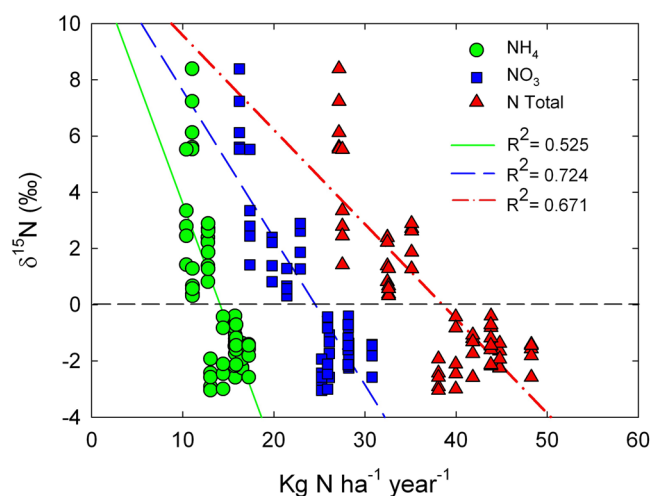 10
8
6
4
2
0
-2
-4
0 10 20 30 40 50 60
δ¹⁵N (‰)
Kg N ha⁻¹ year⁻¹
NH₄
NO₃
N Total
R² = 0.525
R² = 0.724
R² = 0.671